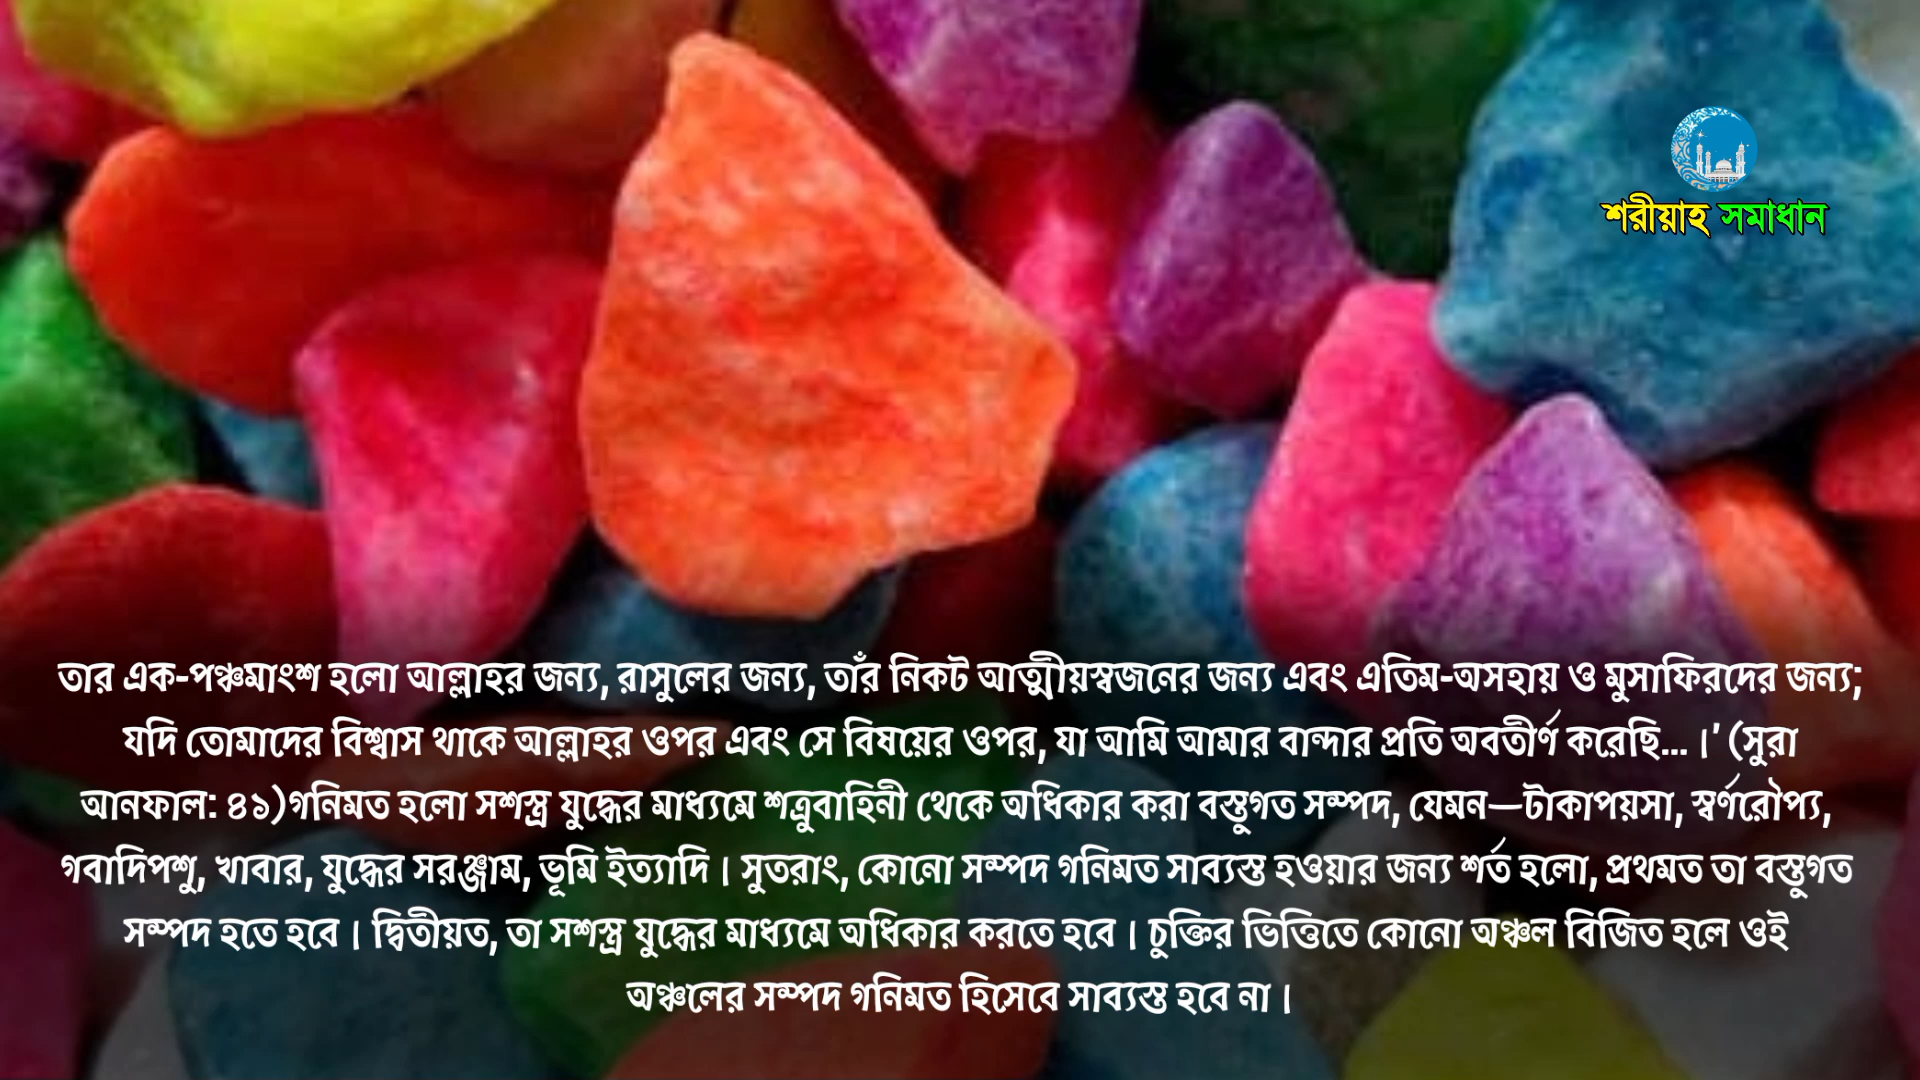 শরীয়াহ সমাধান
তার এক-পঞ্চমাংশ হলো আল্লাহর জন্য, রাসুলের জন্য, তাঁর নিকট আত্মীয়স্বজনের জন্য এবং এতিম-অসহায় ও মুসাফিরদের জন্য;
যদি তোমাদের বিশ্বাস থাকে আল্লাহর ওপর এবং সে বিষয়ের ওপর, যা আমি আমার বান্দার প্রতি অবতীর্ণ করেছি... ।’ (সুরা
আনফাল: ৪১)গনিমত হলো সশস্ত্র যুদ্ধের মাধ্যমে শত্রুবাহিনী থেকে অধিকার করা বস্তুগত সম্পদ, যেমন—টাকাপয়সা, স্বর্ণরৌপ্য,
গবাদিপশু, খাবার, যুদ্ধের সরঞ্জাম, ভূমি ইত্যাদি । সুতরাং, কোনো সম্পদ গনিমত সাব্যস্ত হওয়ার জন্য শর্ত হলো, প্রথমত তা বস্তুগত
সম্পদ হতে হবে । দ্বিতীয়ত, তা সশস্ত্র যুদ্ধের মাধ্যমে অধিকার করতে হবে । চুক্তির ভিত্তিতে কোনো অঞ্চল বিজিত হলে ওই
অঞ্চলের সম্পদ গনিমত হিসেবে সাব্যস্ত হবে না ।